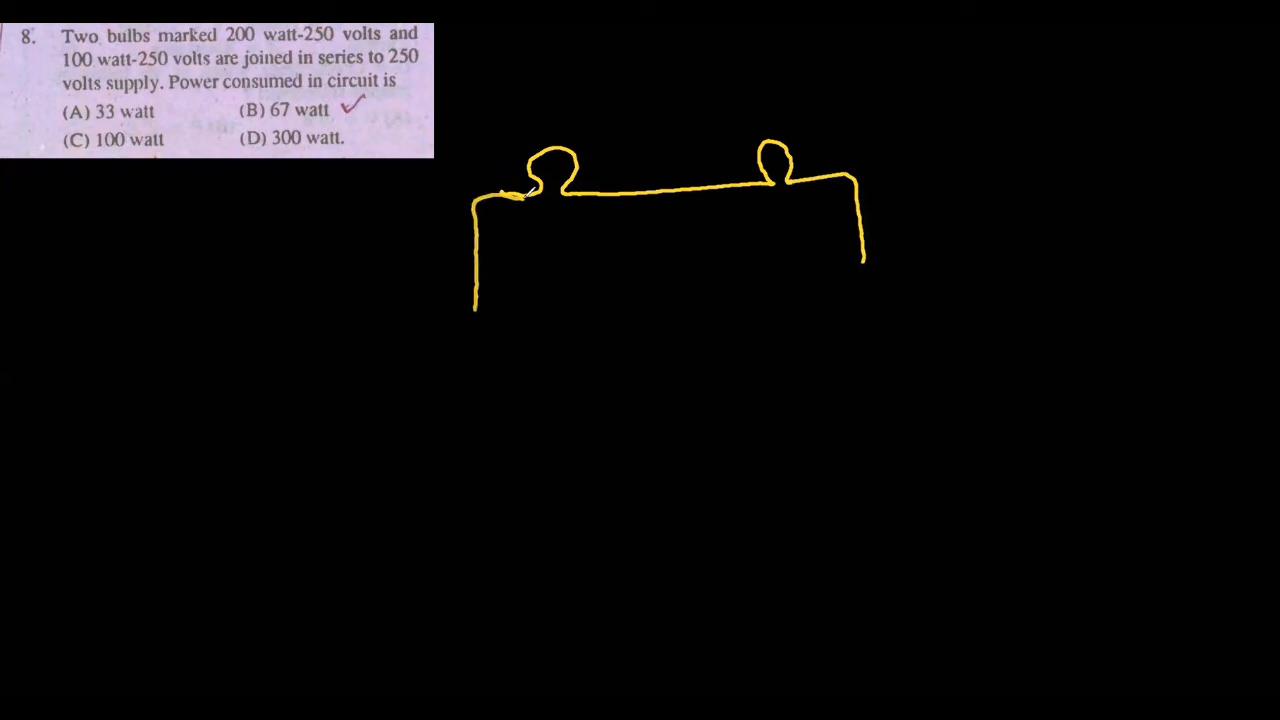 8. Two bulbs marked 200 watt-250 volts and
100 watt-250 volts are joined in series to 250
volts supply. Power consumed in circuit is
(A) 33 watt (B) 67 watt
(C) 100 watt (D) 300 watt.